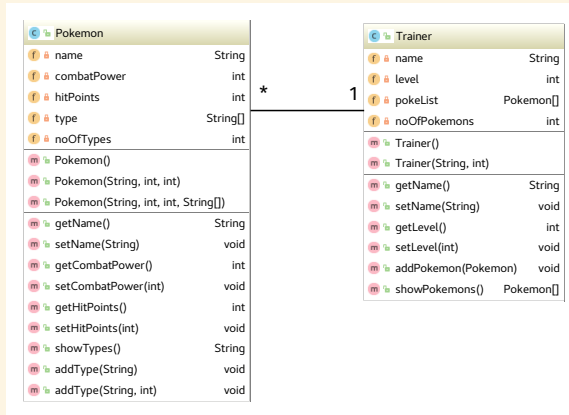 Pokemon
name String
combatPower int
hitPoints int
type String[]
noOfTypes int
Pokemon()
Pokemon(String, int, int)
Pokemon(String, int, int, String[])
getName() String
setName(String) void
getCombatPower() int
setCombatPower(int) void
getHitPoints() int
setHitPoints(int) void
showTypes() String
addType(String) void
addType(String, int) void
* 1
Trainer
name String
level int
pokeList Pokemon[]
noOfPokemons int
Trainer()
Trainer(String, int)
getName() String
setName(String) void
getLevel() int
setLevel(int) void
addPokemon(Pokemon) void
showPokemons() Pokemon[]